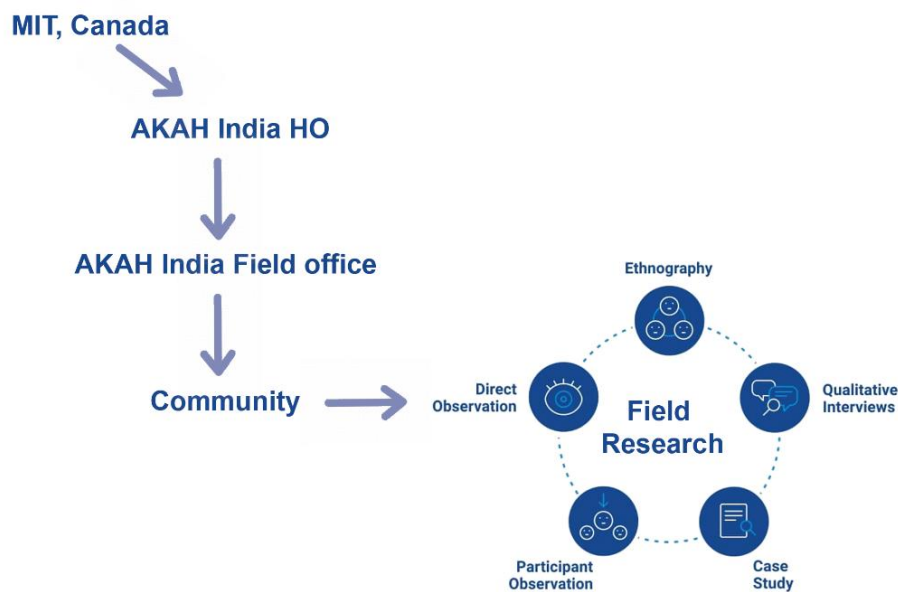 MIT, Canada
AKAH India HO
AKAH India Field office
Community
Ethnography
Direct
Observation
Qualitative
Interviews
Field
Research
Participant
Observation
Case
Study